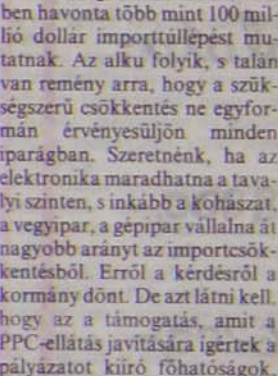 ben havonta több mint 100 mil-
lió dollár importtúllépést mu-
tatnak. Az alku folyik, s talán
van remény arra, hogy a szük-
ségszerű csökkentés ne egyfor-
mán érvényesüljön minden
iparágban. Szeretnénk, ha az
elektronika maradhatna a tava-
lyi szinten, s inkább a kohászat,
a vegyipar, a gépipar vállalna át
nagyobb arányt az importcsök-
kentésből. Erről a kérdésről a
kormány dönt. De azt látni kell,
hogy az a támogatás, amit a
PPC-ellátás javítására ígértek a
pályázatot kiíró főhatóságok,